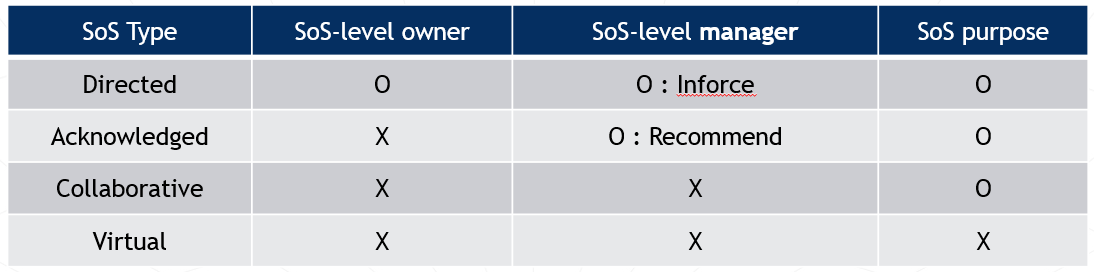 SoS Type SoS-level owner SoS-level manager SoS purpose
Directed O O : Inforce O
Acknowledged X O : Recommend O
Collaborative X X O
Virtual X X X